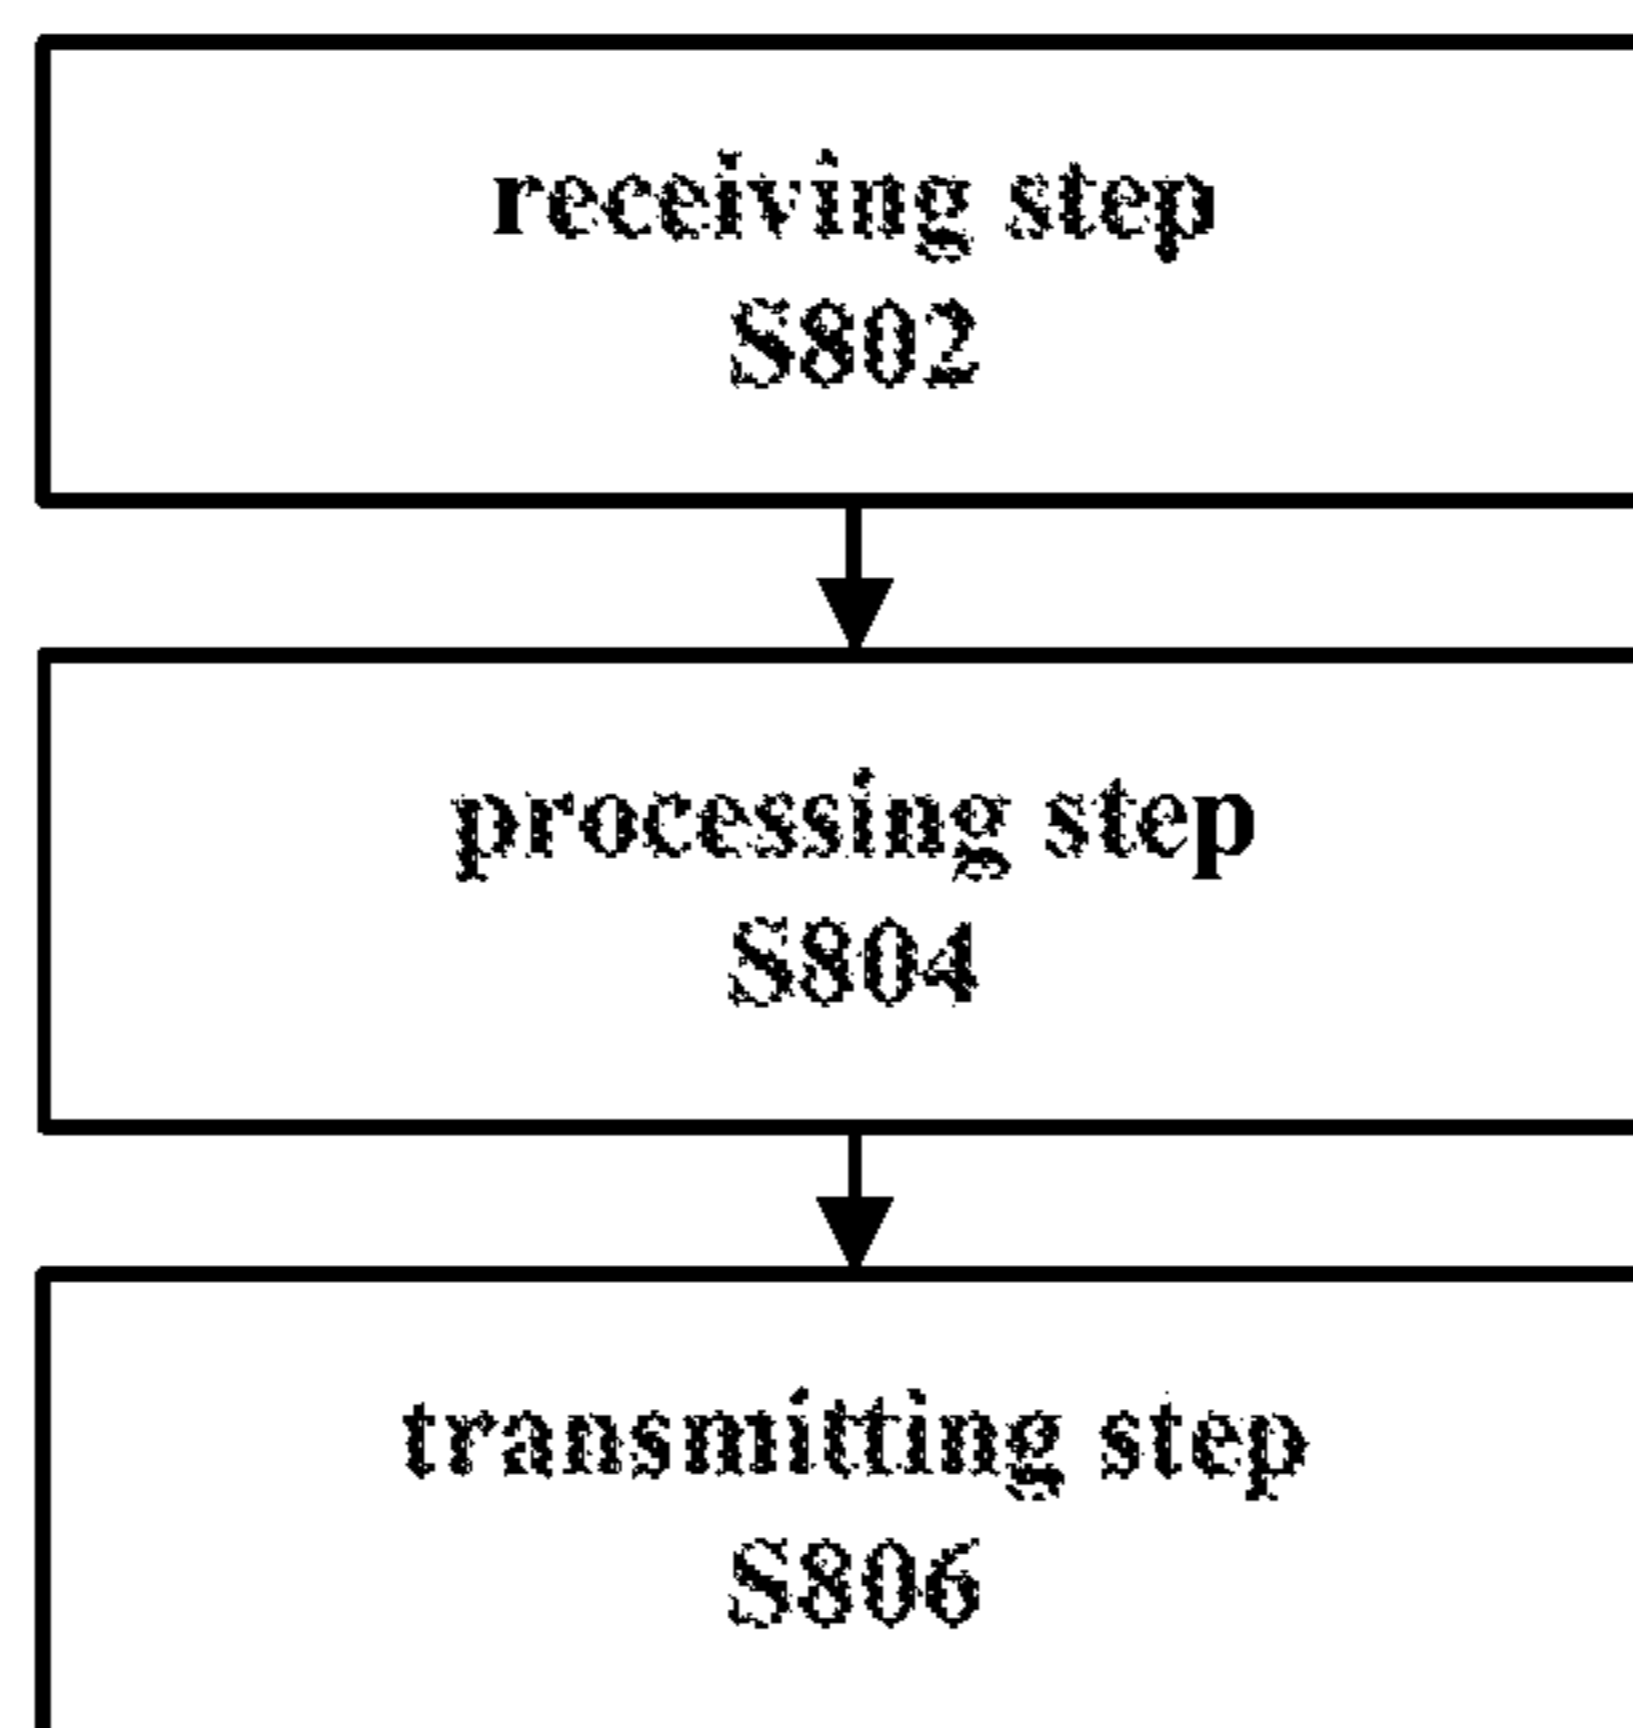 receiving step
S802
processing step
S804
transmitting step
S806